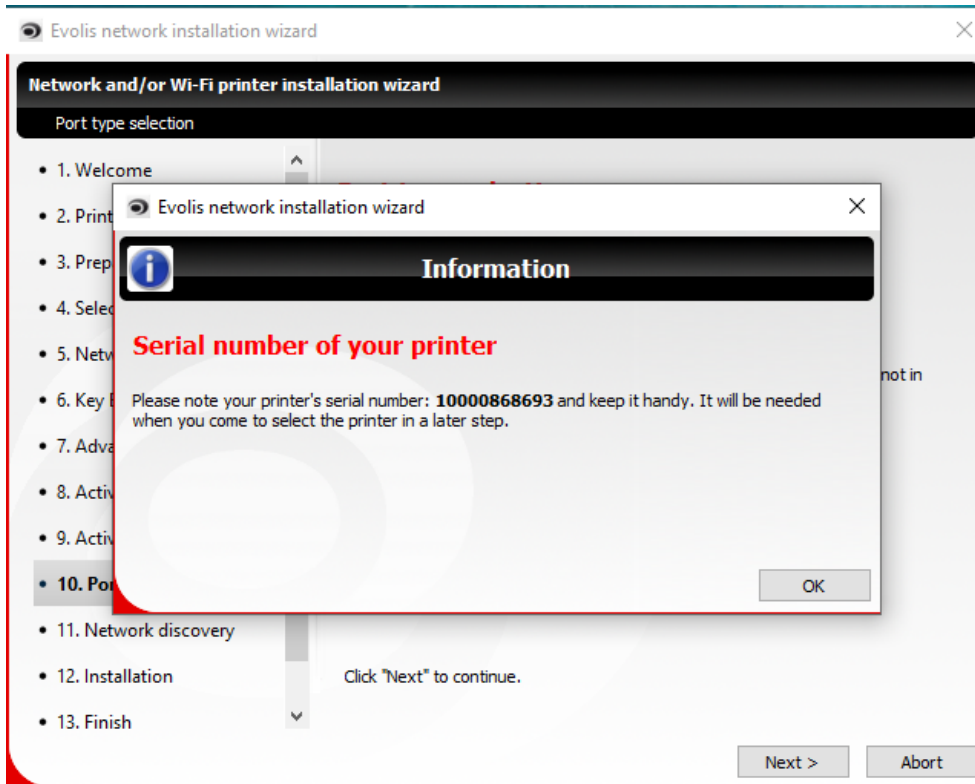 Evolis network installation wizard
Network and/or Wi-Fi printer installation wizard
Port type selection
1. Welcome
2. Print
3. Prep
4. Selec
5. Netw
6. Key
7. Adva
8. Activ
9. Activ
10. Por
11. Network discovery
12. Installation
13. Finish
Evolis network installation wizard
Information
Serial number of your printer
Please note your printer's serial number: 10000868693 and keep it handy. It will be needed
when you come to select the printer in a later step.
OK
not in
Click "Next" to continue.
Next >
Abort